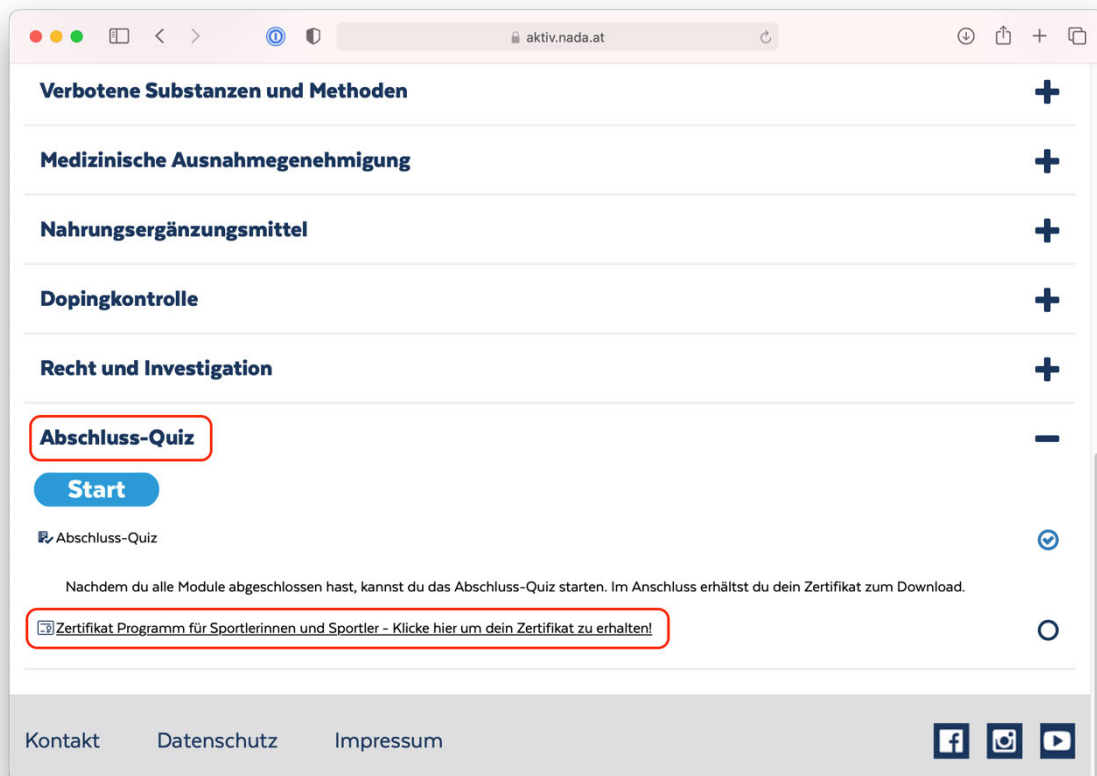 aktiv.nada.at
Verbotene Substanzen und Methoden
Medizinische Ausnahmegenehmigung
Nahrungsergänzungsmittel
Dopingkontrolle
Recht und Investigation
Abschluss-Quiz
Start
Abschluss-Quiz
Nachdem du alle Module abgeschlossen hast, kannst du das Abschluss-Quiz starten. Im Anschluss erhältst du dein Zertifikat zum Download.
Zertifikat Programm für Sportlerinnen und Sportler - Klicke hier um dein Zertifikat zu erhalten!
Kontakt Datenschutz Impressum